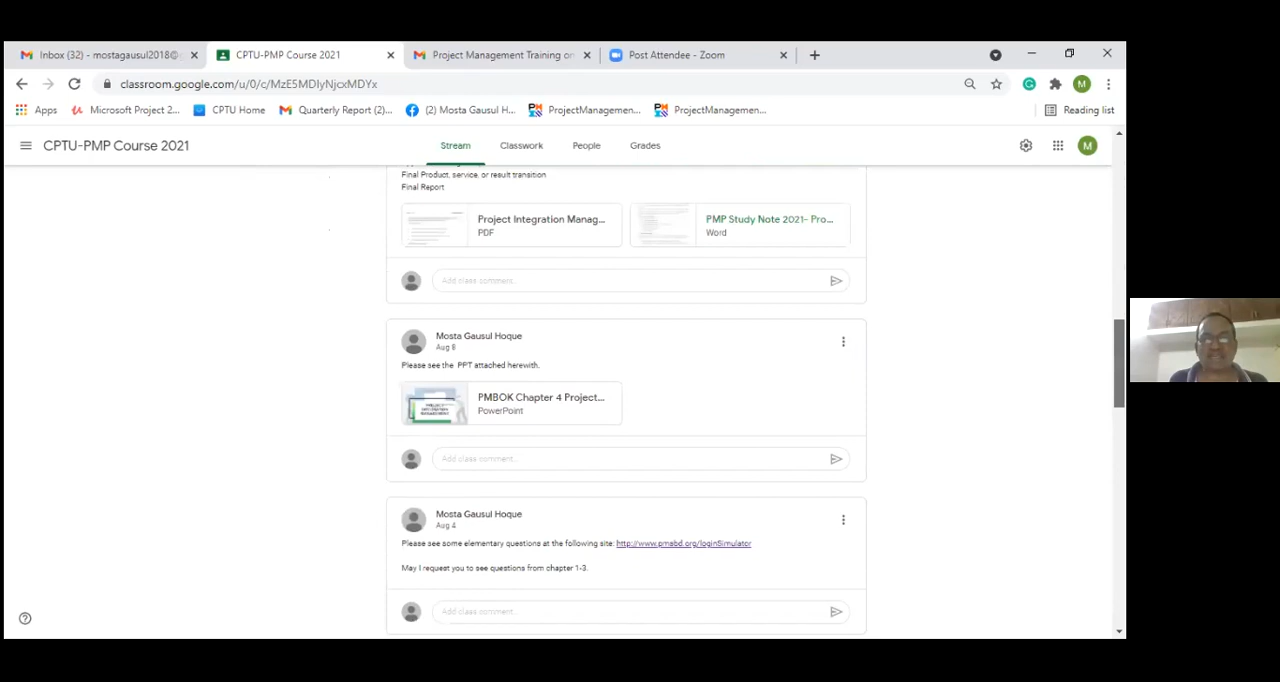 Inbox (32) - mostagausul2018@
CPTU-PMP Course 2021
Project Management Training on
Post Attendee - Zoom
classroom.google.com/u/0/c/MzE5MDIyNjcxMDYx
Apps
Microsoft Project 2...
CPTU Home
Quarterly Report (2)...
(2) Mosta Gausul H...
ProjectManagemen...
ProjectManagemen...
Reading list
CPTU-PMP Course 2021
Stream
Classwork
People
Grades
M
Final Product, service, or result transition
Final Report
Project Integration Manag...
PDF
PMP Study Note 2021- Pro...
Word
Add class comment...
Mosta Gausul Hoque
Aug 8
Please see the PPT attached herewith.
PMBOK Chapter 4 Project...
PowerPoint
Add class comment...
Mosta Gausul Hoque
Aug 4
Please see some elementary questions at the following site: http://www.pmabd.org/loginSimulator
May I request you to see questions from chapter 1-3.
Add class comment...